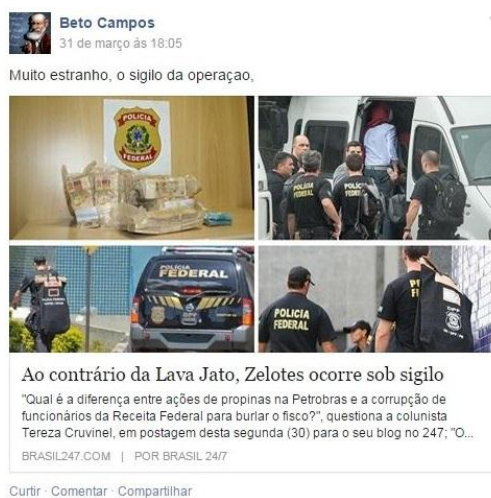 Beto Campos
31 de março às 18:05
Muito estranho, o sigilo da operaçao,
POLICIA
FEDERAL
POLICIA
FEDERAL
POLÍCIA
FEDERAL
POLICIA
FEDERAL
Ao contrário da Lava Jato, Zelotes ocorre sob sigilo
"Qual é a diferença entre ações de propinas na Petrobras e a corrupção de
funcionários da Receita Federal para burlar o fisco?", questiona a colunista
Tereza Cruvinel, em postagem desta segunda (30) para o seu blog no 247; "O...
BRASIL247.COM | POR BRASIL 24/7
Curtir · Comentar · Compartilhar